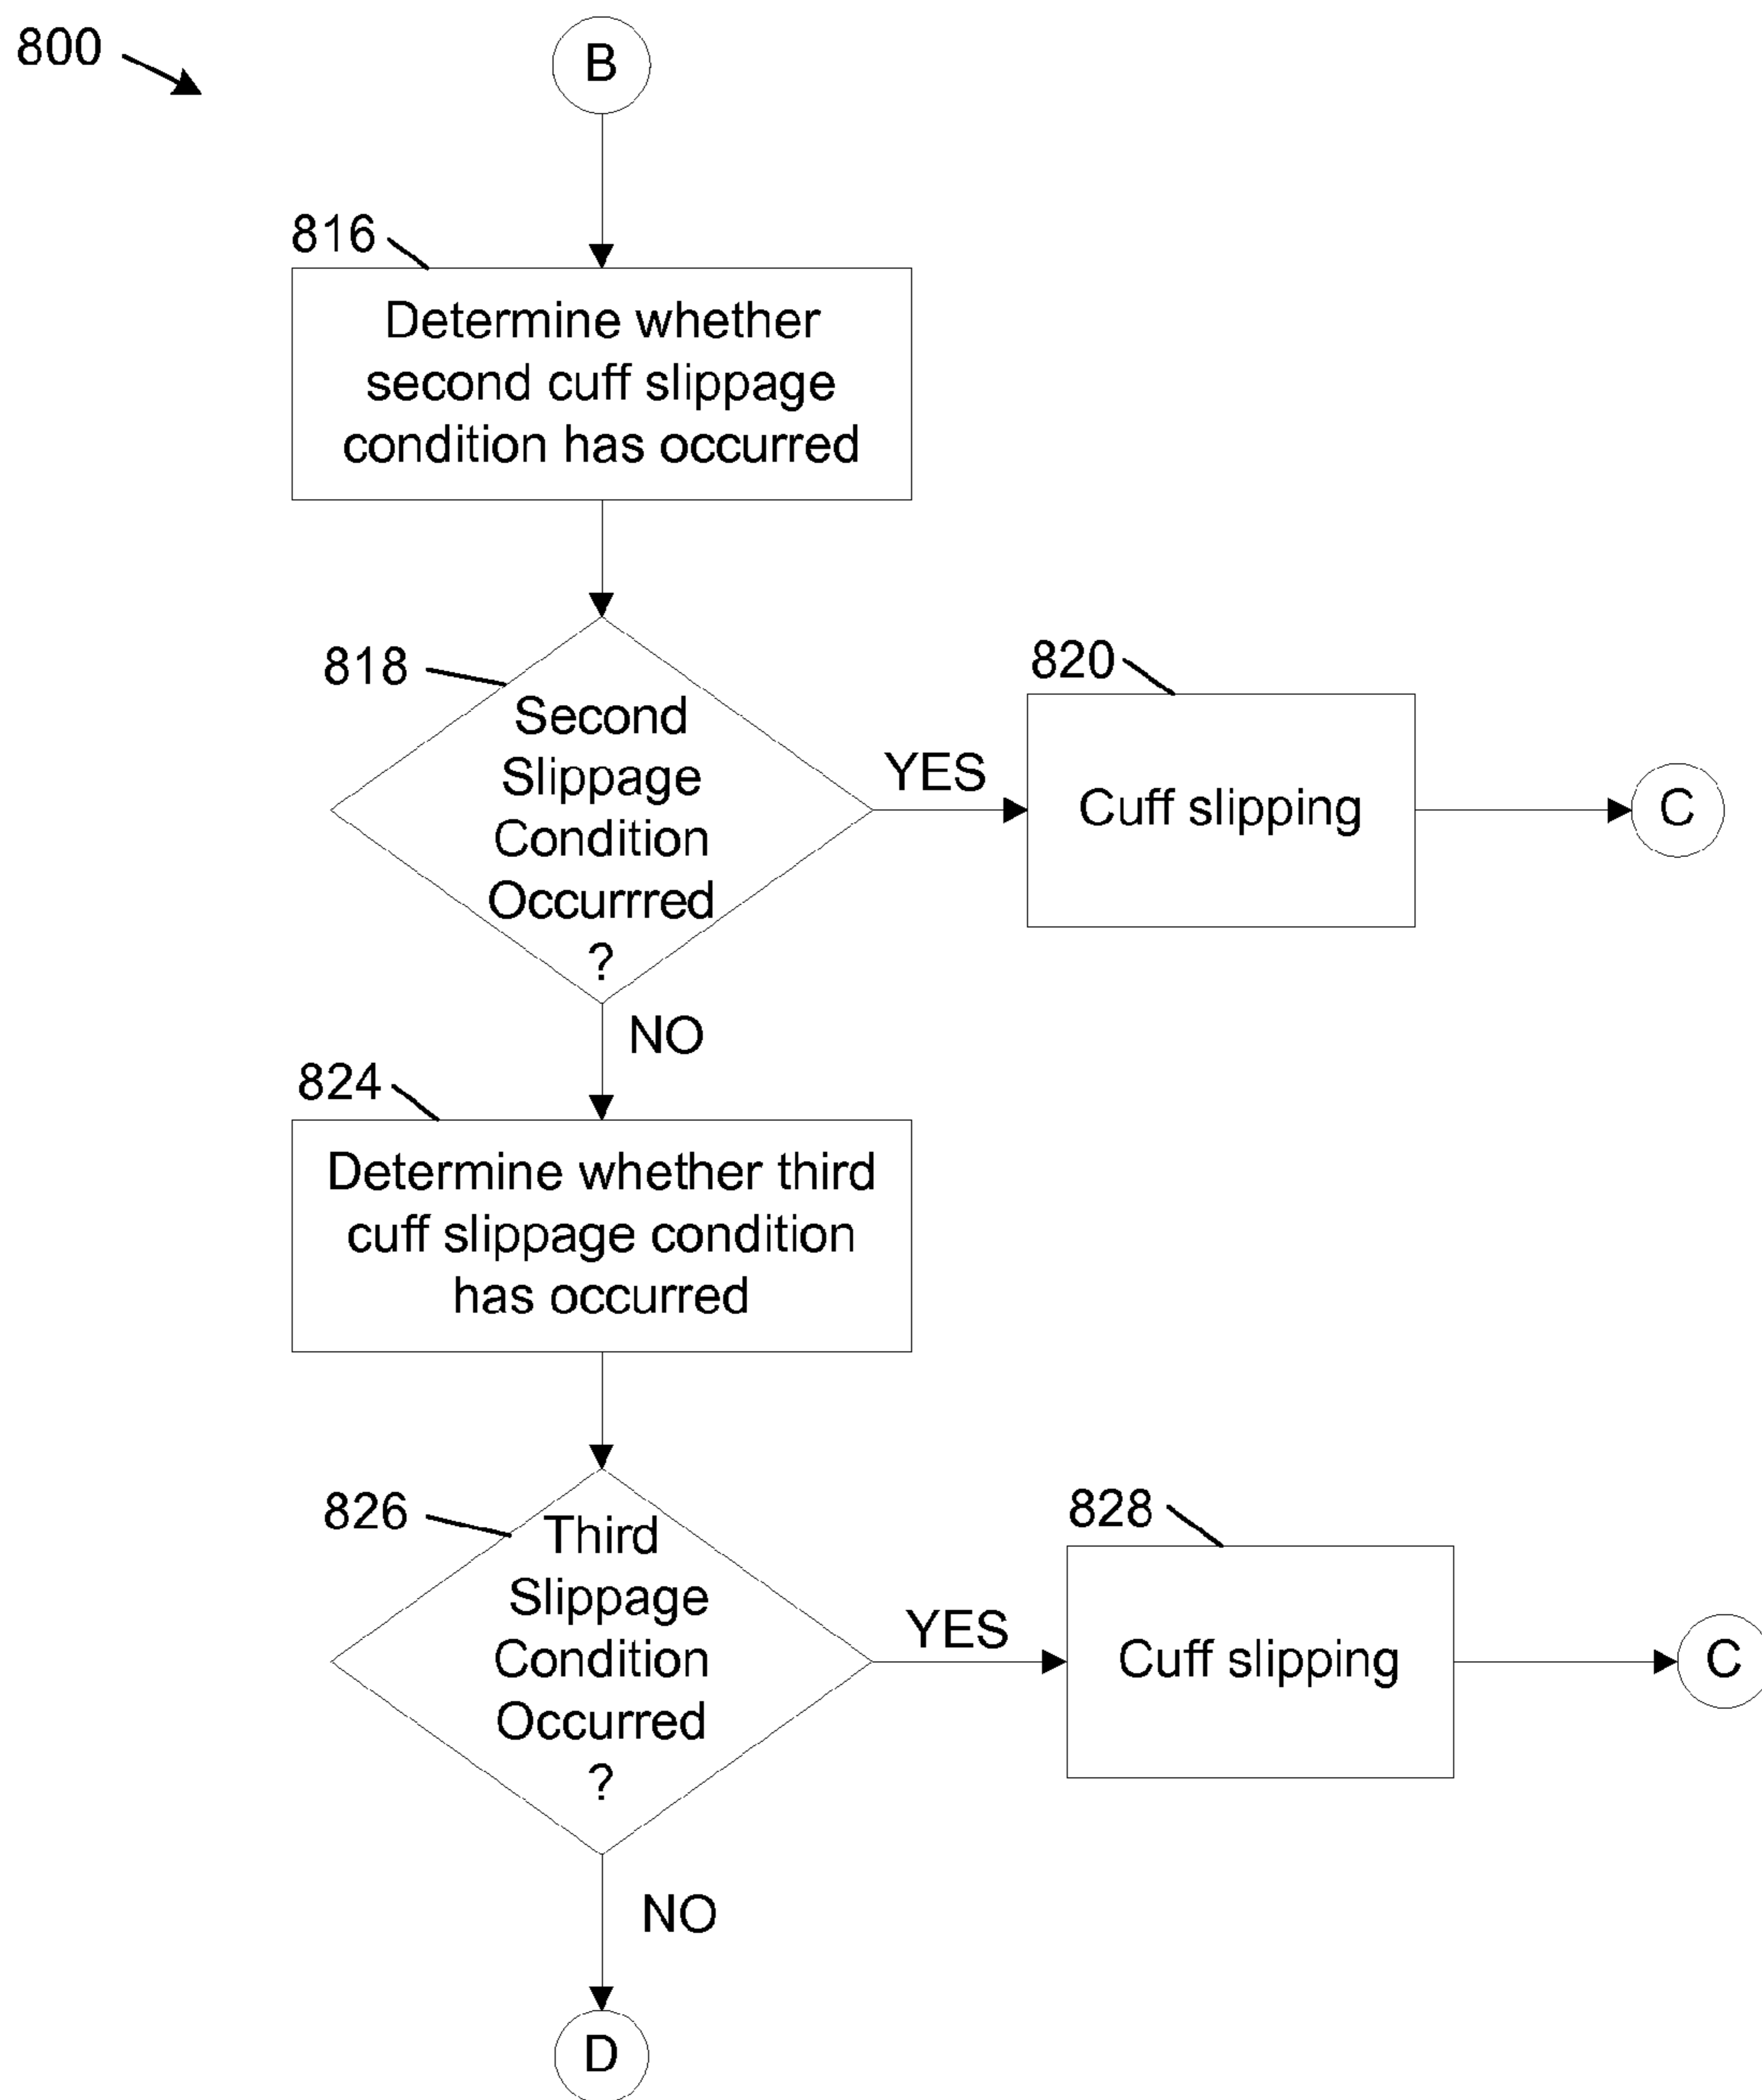 800
B
816
Determine whether
second cuff slippage
condition has occurred
818
Second
Slippage
Condition
Occurrred
?
YES
820
Cuff slipping
C
NO
824
Determine whether third
cuff slippage condition
has occurred
826
Third
Slippage
Condition
Occurred
?
YES
828
Cuff slipping
C
NO
D